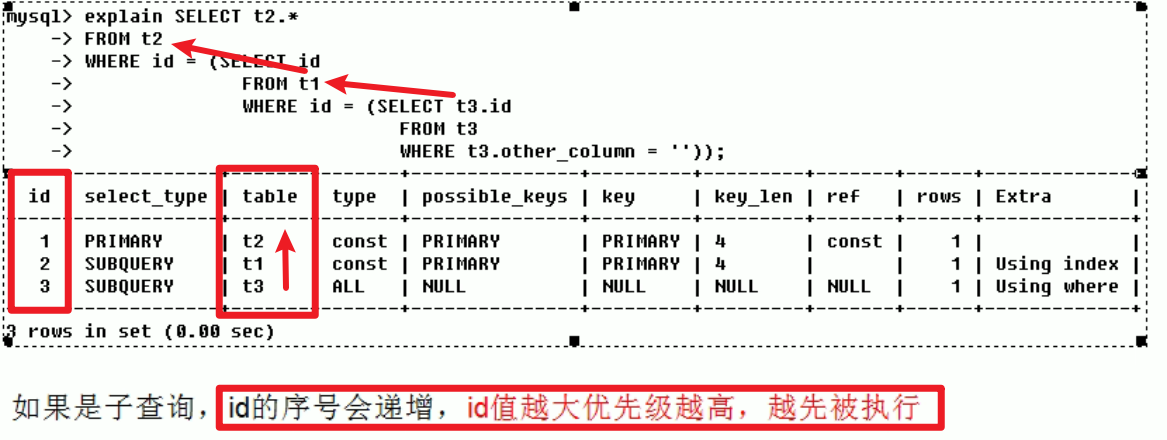 mysql> explain SELECT t2.*
-> FROM t2
-> WHERE id = (SELECT id
-> FROM t1
-> WHERE id = (SELECT t3.id
-> FROM t3
-> WHERE t3.other_column = ''));
id | select_type | table | type | possible_keys | key | key_len | ref | rows | Extra |
1 | PRIMARY | t2 | const | PRIMARY | PRIMARY | 4 | const | 1 | |
2 | SUBQUERY | t1 | const | PRIMARY | PRIMARY | 4 | | 1 | Using index |
3 | SUBQUERY | t3 | ALL | NULL | NULL | NULL | NULL | 1 | Using where |
3 rows in set (0.00 sec)
如果是子查询，id的序号会递增，id值越大优先级越高，越先被执行